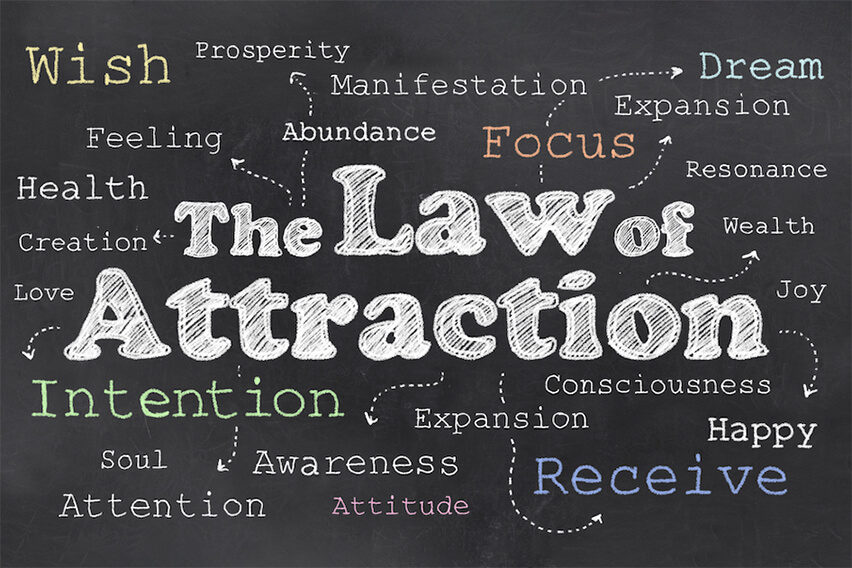 Wish
Prosperity
Manifestation
Dream
Expansion
Feeling
Abundance
Focus
Resonance
Health
The Law of
Wealth
Creation
Love
Attraction
Joy
Intention
Consciousness
Expansion
Happy
Soul
Awareness
Receive
Attention
Attitude